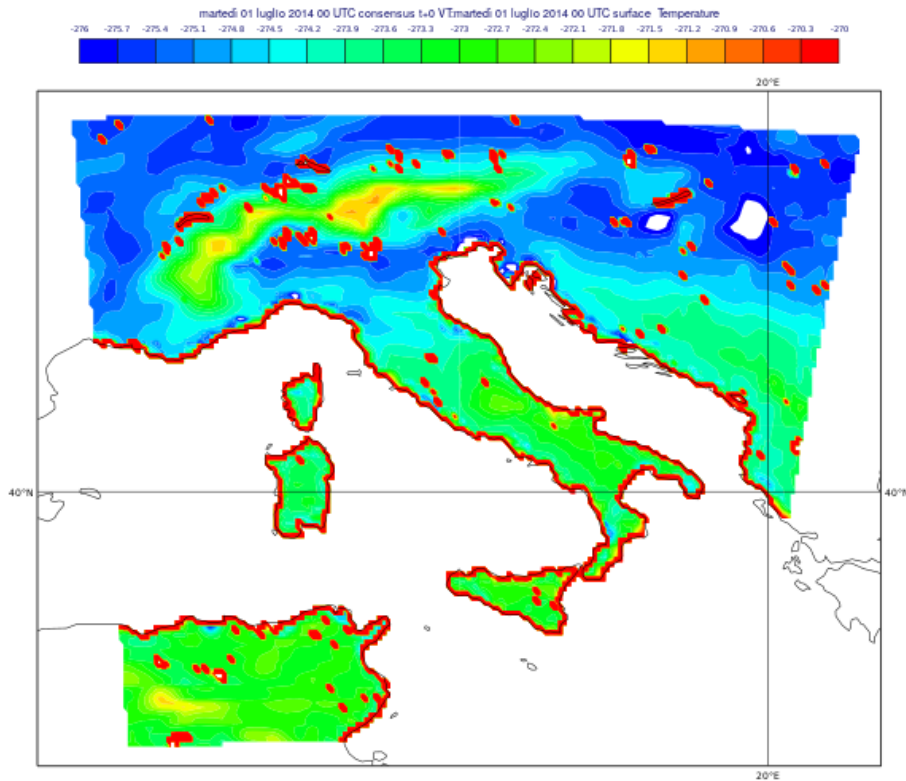 martedì 01 luglio 2014 00 UTC consensus t+0 VT:martedì 01 luglio 2014 00 UTC surface Temperature
-276 -275.7 -275.4 -275.1 -274.8 -274.5 -274.2 -273.9 -273.6 -273.3 -273 -272.7 -272.4 -272.1 -271.8 -271.5 -271.2 -270.9 -270.6 -270.3 -270
20°E
40°N 40°N
20°E